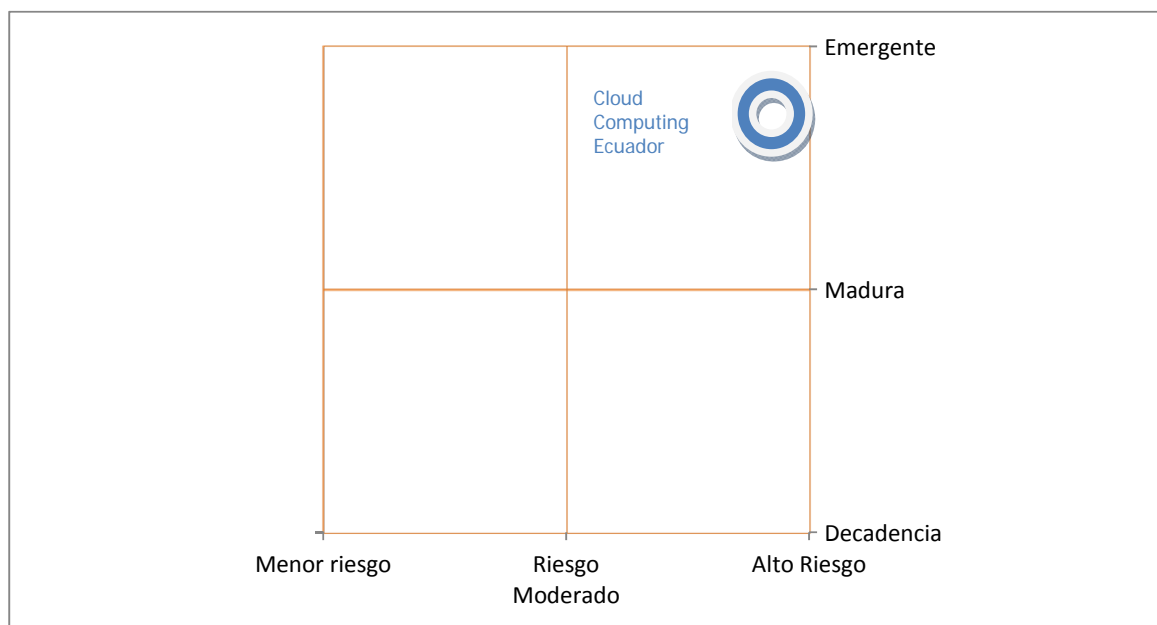 Emergente
Cloud
Computing
Ecuador
Madura
Decadencia
Menor riesgo
Riesgo
Moderado
Alto Riesgo